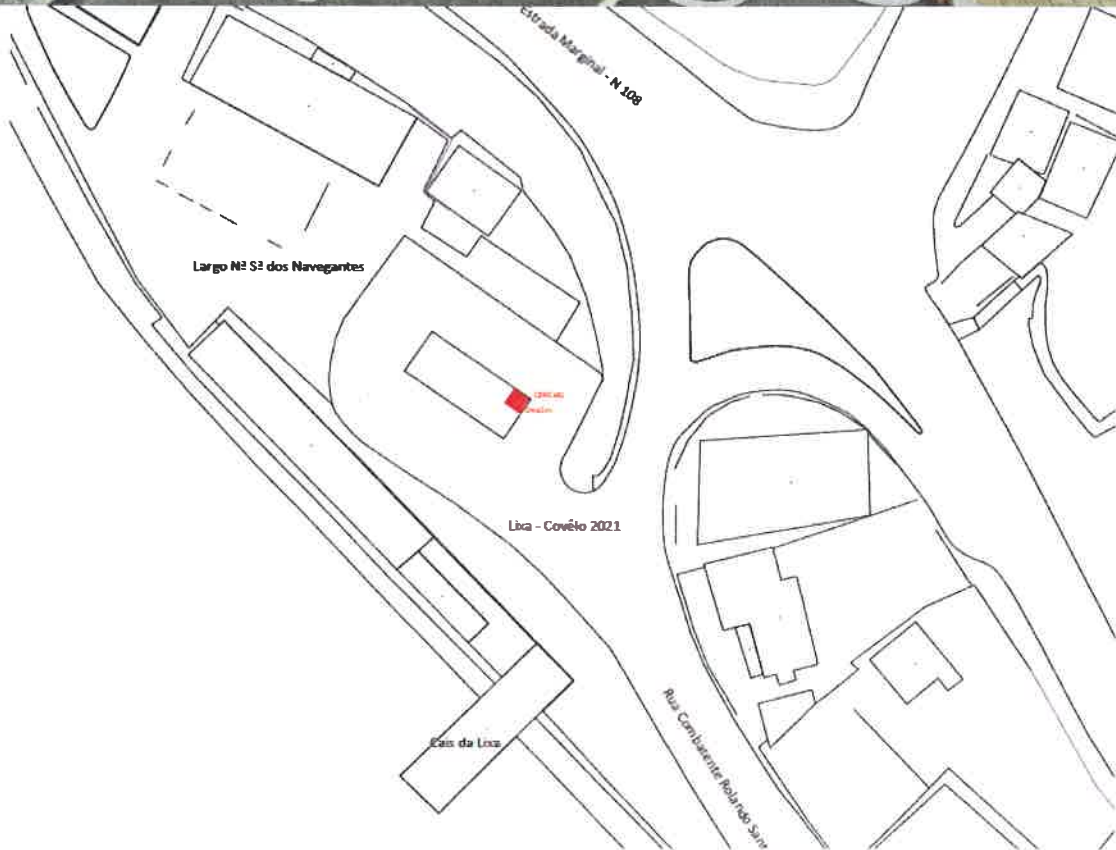 Estrada Marginal - N 108
Largo Nª Sª dos Navegantes
Lixa - Covêlo 2021
Cais da Lixa
Rua Combatente Rolando